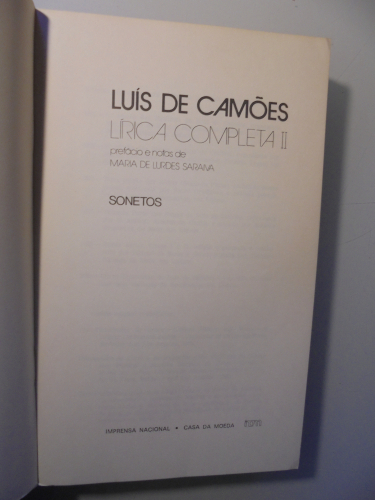 LUÍS DE CAMÕES
LÍRICA COMPLETA II
prefácio e notas de
MARIA DE LURDES SARAIVA
SONETOS
IMPRENSA NACIONAL • CASA DA MOEDA